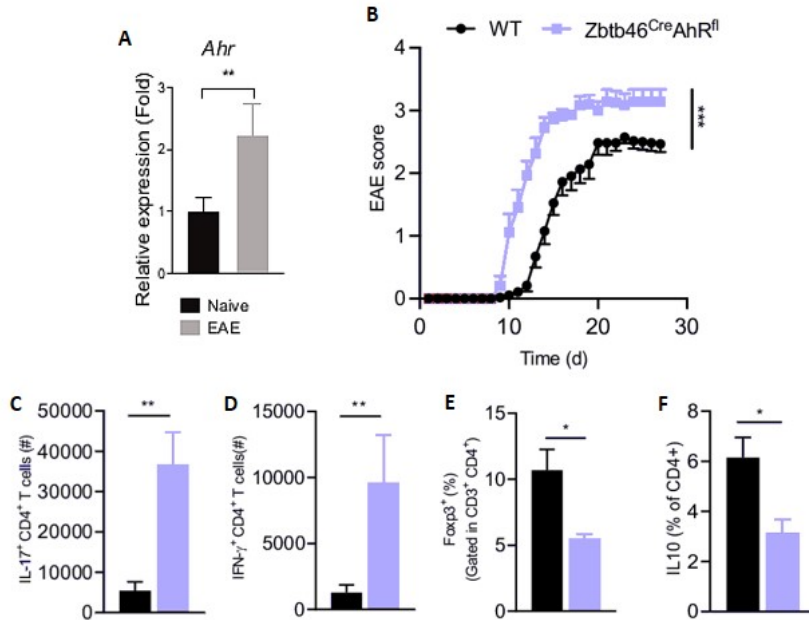 A
Ahr
**
Relative expression (Fold)
3
2
1
0
Naive
EAE
B
WT
Zbtb46CreAhRfl
EAE score
4
3
2
1
0
0
10
20
30
Time (d)
***
C
IL-17+ CD4+ T cells (#)
50000
40000
30000
20000
10000
0
**
D
IFN-γ+ CD4+ T cells(#)
15000
10000
5000
0
**
E
Foxp3+ (%)
(Gated in CD3+ CD4+)
15
10
5
0
*
F
IL10 (% of CD4+)
10
8
6
4
2
0
*